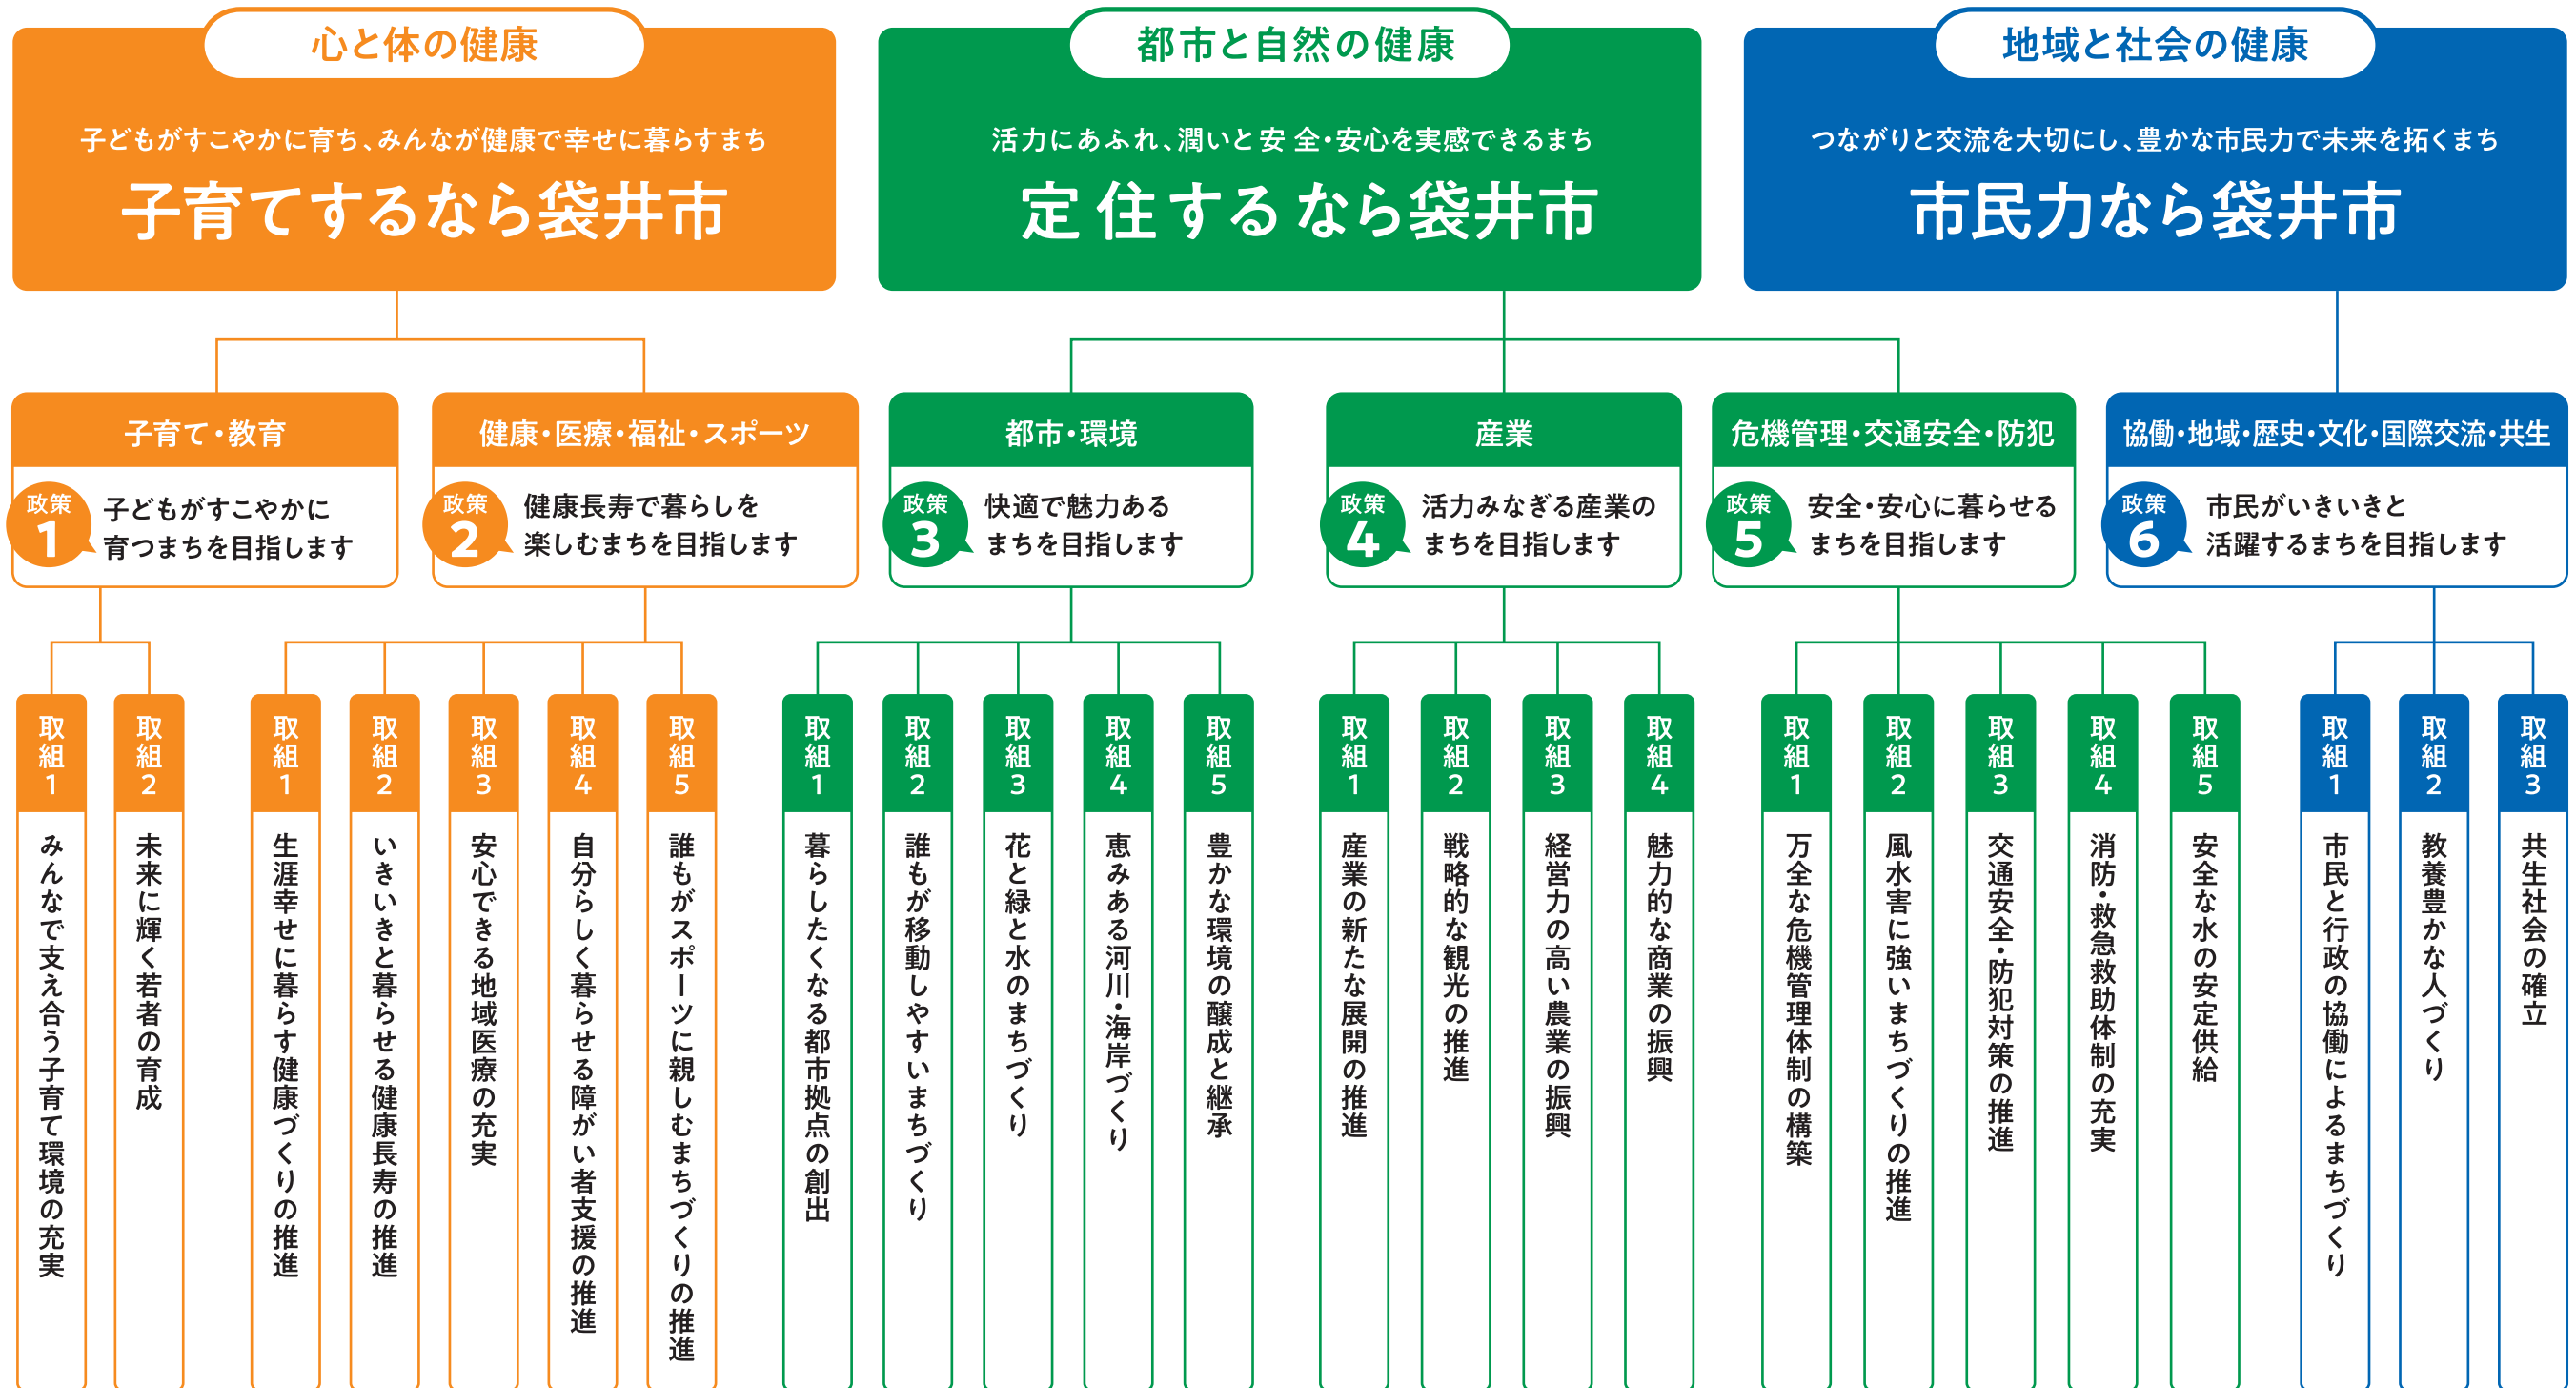 心と体の健康
子どもがすこやかに育ち、みんなが健康で幸せに暮らすまち
子育てするなら袋井市
都市と自然の健康
活力にあふれ、潤いと安全・安心を実感できるまち
定住するなら袋井市
地域と社会の健康
つながりと交流を大切にし、豊かな市民力で未来を拓くまち
市民力なら袋井市
子育て・教育
政策
1
子どもがすこやかに
育つまちを目指します
健康・医療・福祉・スポーツ
政策
2
健康長寿で暮らしを
楽しむまちを目指します
都市・環境
政策
3
快適で魅力ある
まちを目指します
産業
政策
4
活力みなぎる産業の
まちを目指します
危機管理・交通安全・防犯
政策
5
安全・安心に暮らせる
まちを目指します
協働・地域・歴史・文化・国際交流・共生
政策
6
市民がいきいきと
活躍するまちを目指します
取組1
みんなで支え合う子育て環境の充実
取組2
未来に輝く若者の育成
取組1
生涯幸せに暮らす健康づくりの推進
取組2
いきいきと暮らせる健康長寿の推進
取組3
安心できる地域医療の充実
取組4
自分らしく暮らせる障がい者支援の推進
取組5
誰もがスポーツに親しむまちづくりの推進
取組1
暮らしたくなる都市拠点の創出
取組2
誰もが移動しやすいまちづくり
取組3
花と緑と水のまちづくり
取組4
恵みある河川・海岸づくり
取組5
豊かな環境の醸成と継承
取組1
産業の新たな展開の推進
取組2
戦略的な観光の推進
取組3
経営力の高い農業の振興
取組4
魅力的な商業の振興
取組1
万全な危機管理体制の構築
取組2
風水害に強いまちづくりの推進
取組3
交通安全・防犯対策の推進
取組4
消防・救急救助体制の充実
取組5
安全な水の安定供給
取組1
市民と行政の協働によるまちづくり
取組2
教養豊かな人づくり
取組3
共生社会の確立